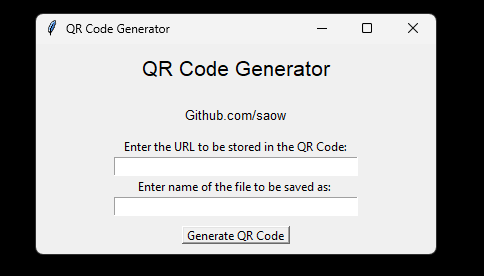 QR Code Generator
QR Code Generator
Github.com/saow
Enter the URL to be stored in the QR Code:
Enter name of the file to be saved as:
Generate QR Code